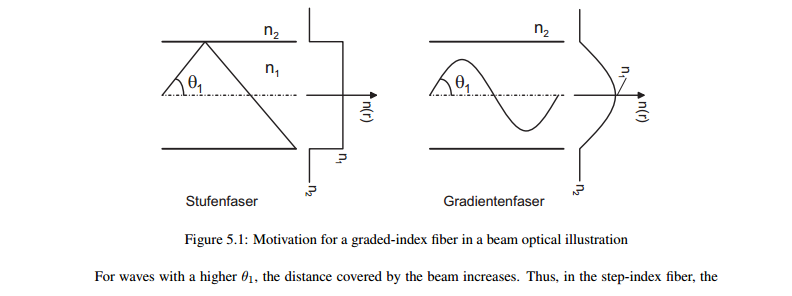 n₂
n₁
θ₁
n(r)
n₁
n₂
Stufenfaser
n₂
θ₁
n₁
n(r)
n₂
Gradientenfaser
Figure 5.1: Motivation for a graded-index fiber in a beam optical illustration
For waves with a higher θ₁, the distance covered by the beam increases. Thus, in the step-index fiber, the